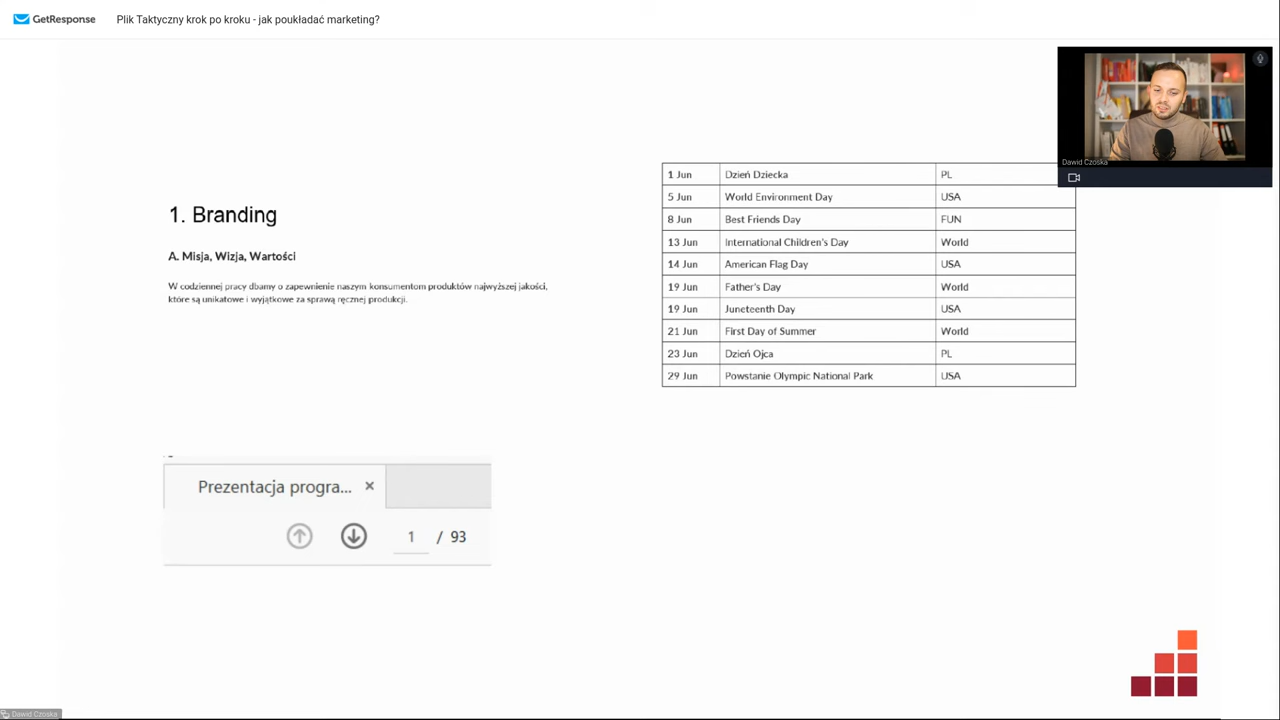 GetResponse Plik Taktyczny krok po kroku - jak poukładać marketing?
Dawid Czoska
1. Branding
A. Misja, Wizja, Wartości
W codziennej pracy dbamy o zapewnienie naszym konsumentom produktów najwyższej jakości,
które są unikatowe i wyjątkowe za sprawą ręcznej produkcji.
1 Jun Dzień Dziecka PL
5 Jun World Environment Day USA
8 Jun Best Friends Day FUN
13 Jun International Children's Day World
14 Jun American Flag Day USA
19 Jun Father's Day World
19 Jun Juneteenth Day USA
21 Jun First Day of Summer World
23 Jun Dzień Ojca PL
29 Jun Powstanie Olympic National Park USA
Prezentacja progra... ×
1 / 93
Dawid Czoska